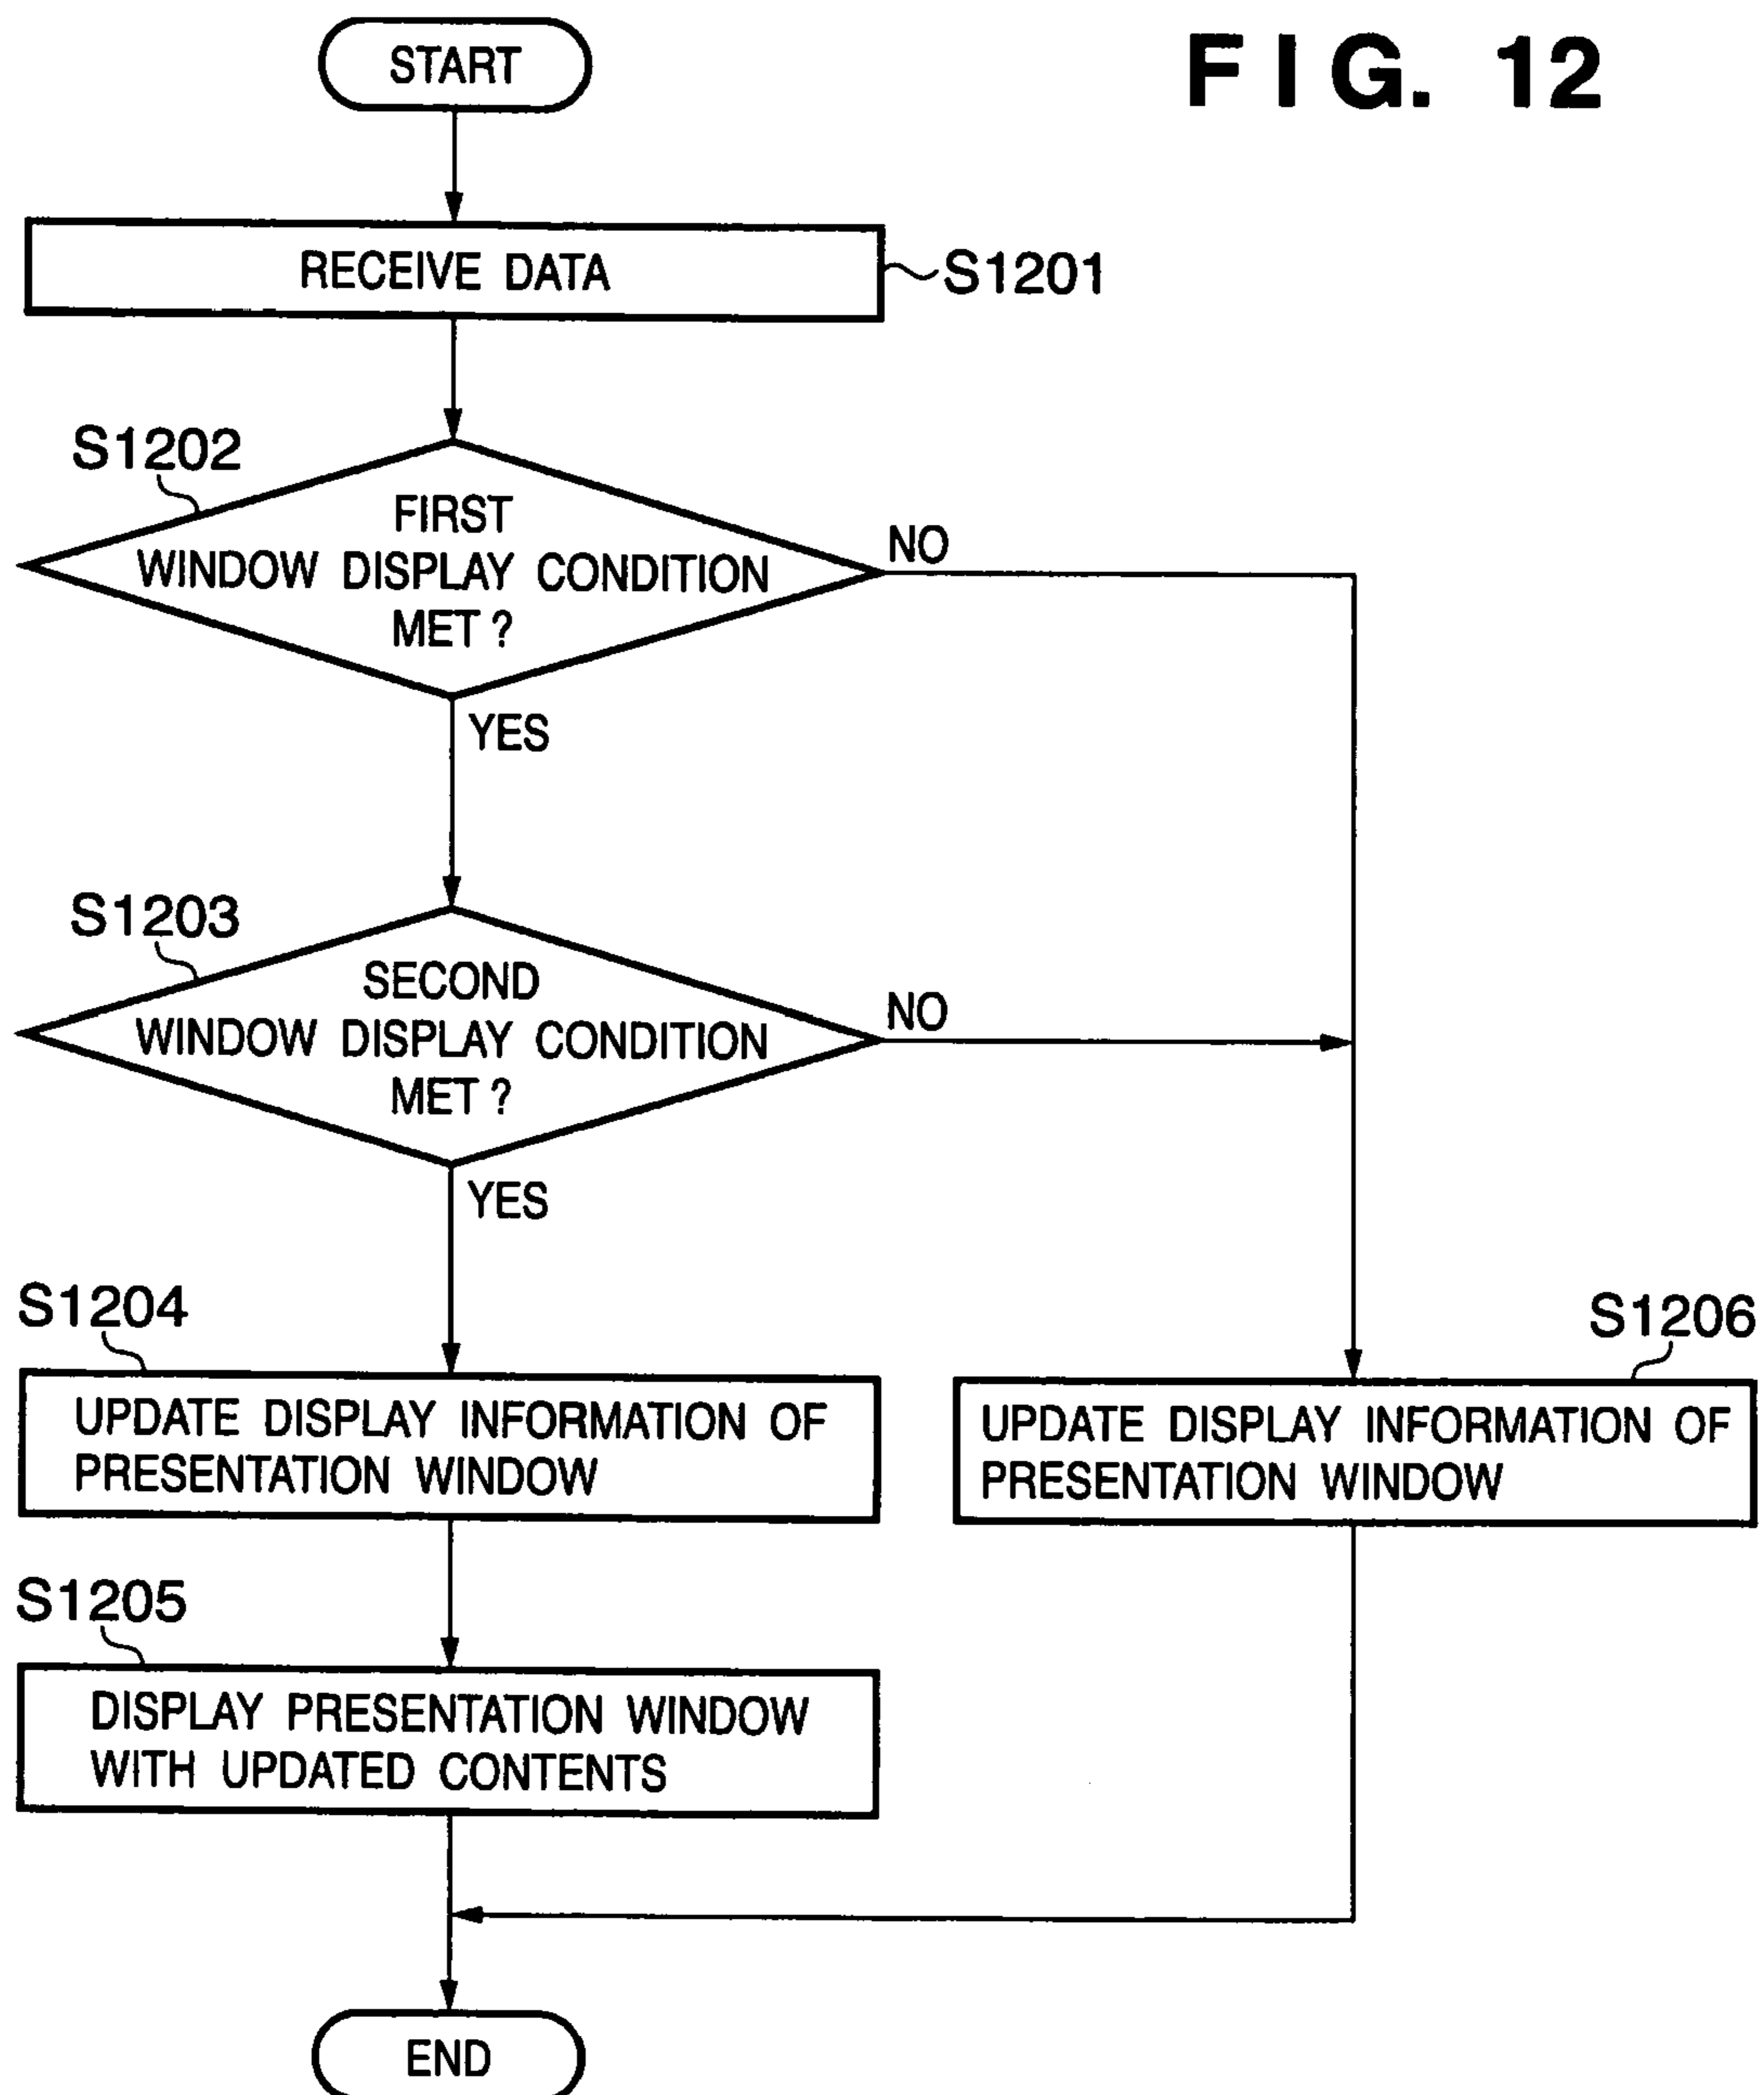 START
FIG. 12
RECEIVE DATA
S1201
S1202
FIRST
WINDOW DISPLAY CONDITION
MET?
NO
YES
S1203
SECOND
WINDOW DISPLAY CONDITION
MET?
NO
YES
S1204
UPDATE DISPLAY INFORMATION OF
PRESENTATION WINDOW
S1206
UPDATE DISPLAY INFORMATION OF
PRESENTATION WINDOW
S1205
DISPLAY PRESENTATION WINDOW
WITH UPDATED CONTENTS
END